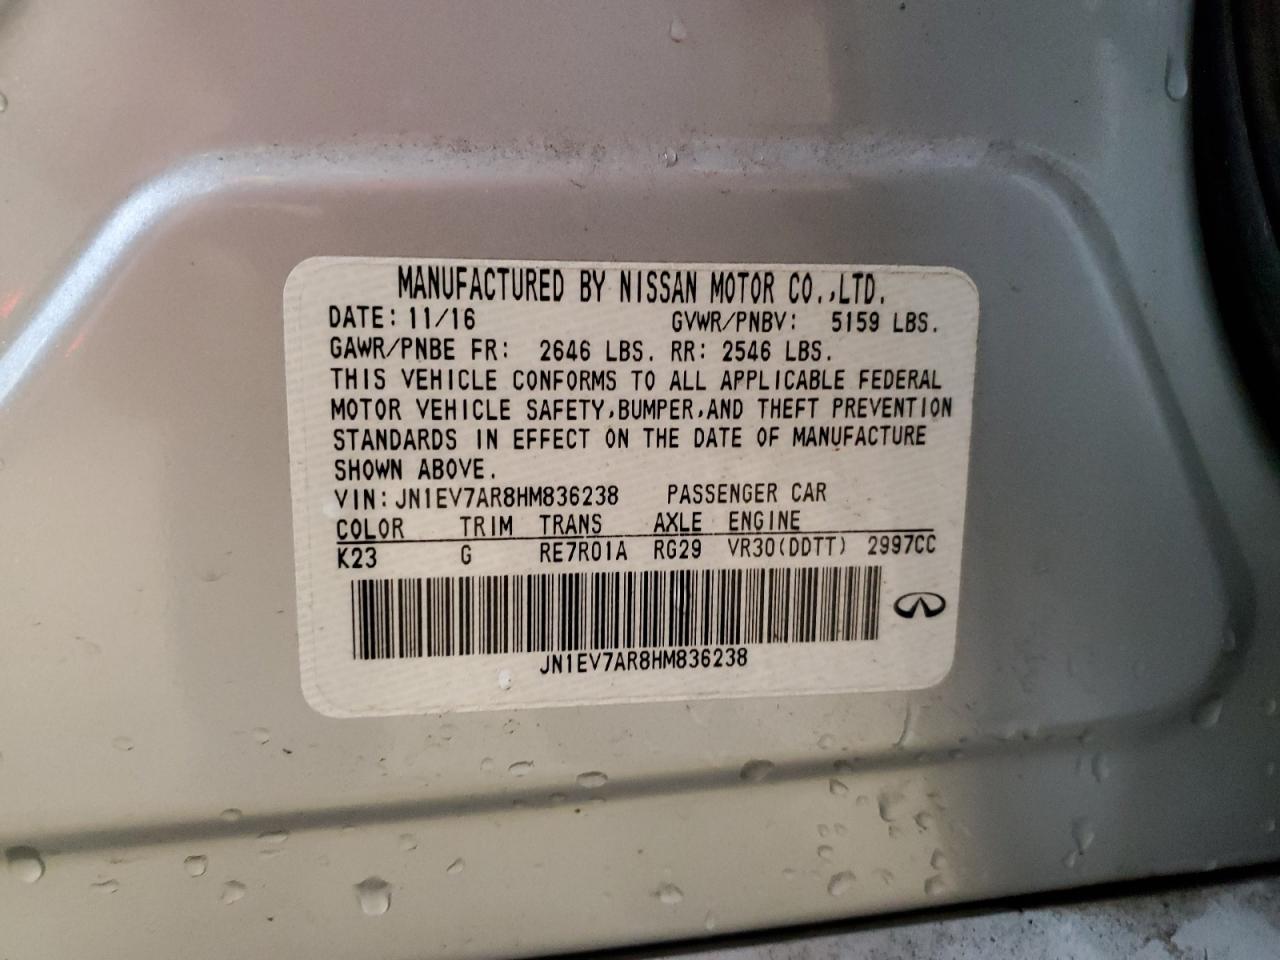 MANUFACTURED BY NISSAN MOTOR CO.,LTD.
DATE: 11/16 GVWR/PNBV: 5159 LBS.
GAWR/PNBE FR: 2646 LBS. RR: 2546 LBS.
THIS VEHICLE CONFORMS TO ALL APPLICABLE FEDERAL
MOTOR VEHICLE SAFETY,BUMPER,AND THEFT PREVENTION
STANDARDS IN EFFECT ON THE DATE OF MANUFACTURE
SHOWN ABOVE.
VIN: JN1EV7AR8HM836238 PASSENGER CAR
COLOR TRIM TRANS AXLE ENGINE
K23 G RE7R01A RG29 VR30(DDTT) 2997CC
JN1EV7AR8HM836238